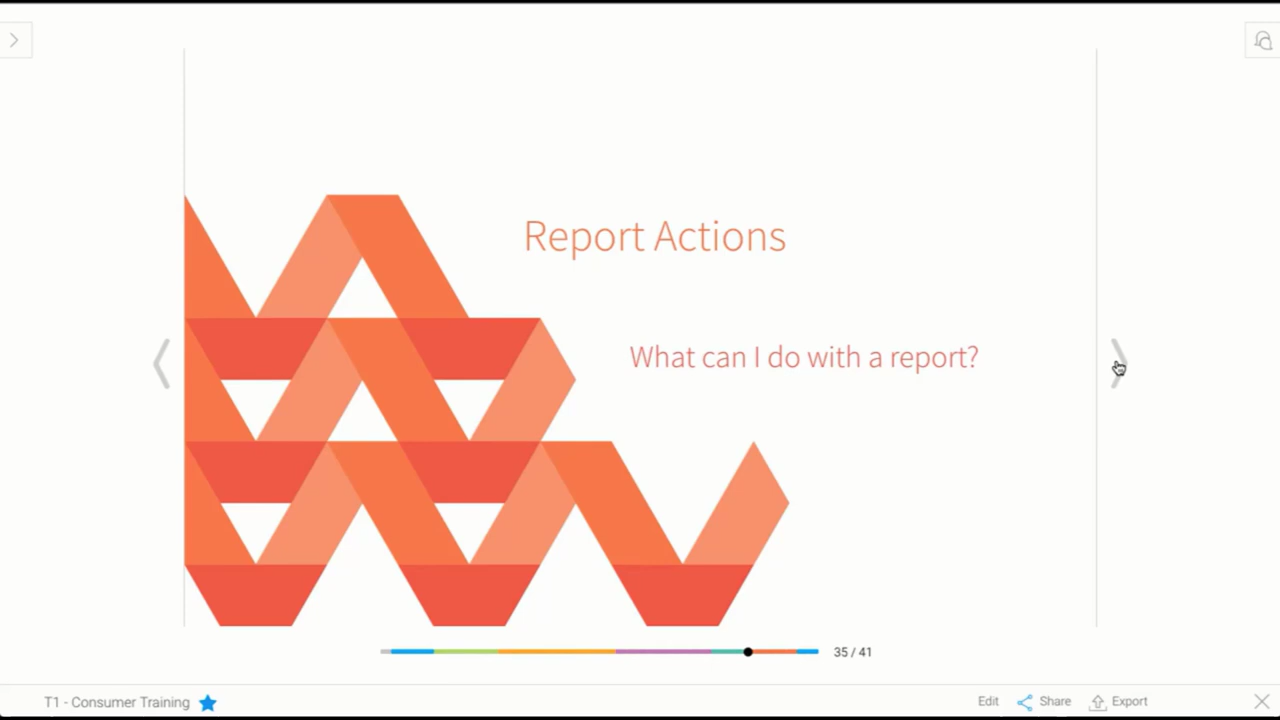 Report Actions
What can I do with a report?
35 / 41
T1 - Consumer Training
Edit
Share
Export